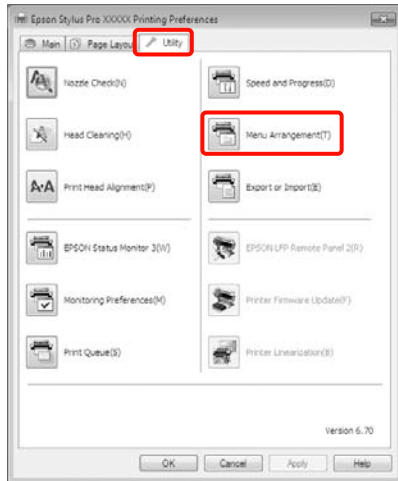 Epson Stylus Pro XXXXX Printing Preferences
Main
Page Layout
Utility
Nozzle Check(N)
Speed and Progress(D)
Head Cleaning(H)
Menu Arrangement(T)
A·A
Print Head Alignment(P)
Export or Import(E)
EPSON Status Monitor 3(W)
EPSON LFP Remote Panel 2(R)
Monitoring Preferences(M)
Printer Firmware Update(F)
Print Queue(S)
Printer Linearization(B)
Version 6.70
OK
Cancel
Apply
Help